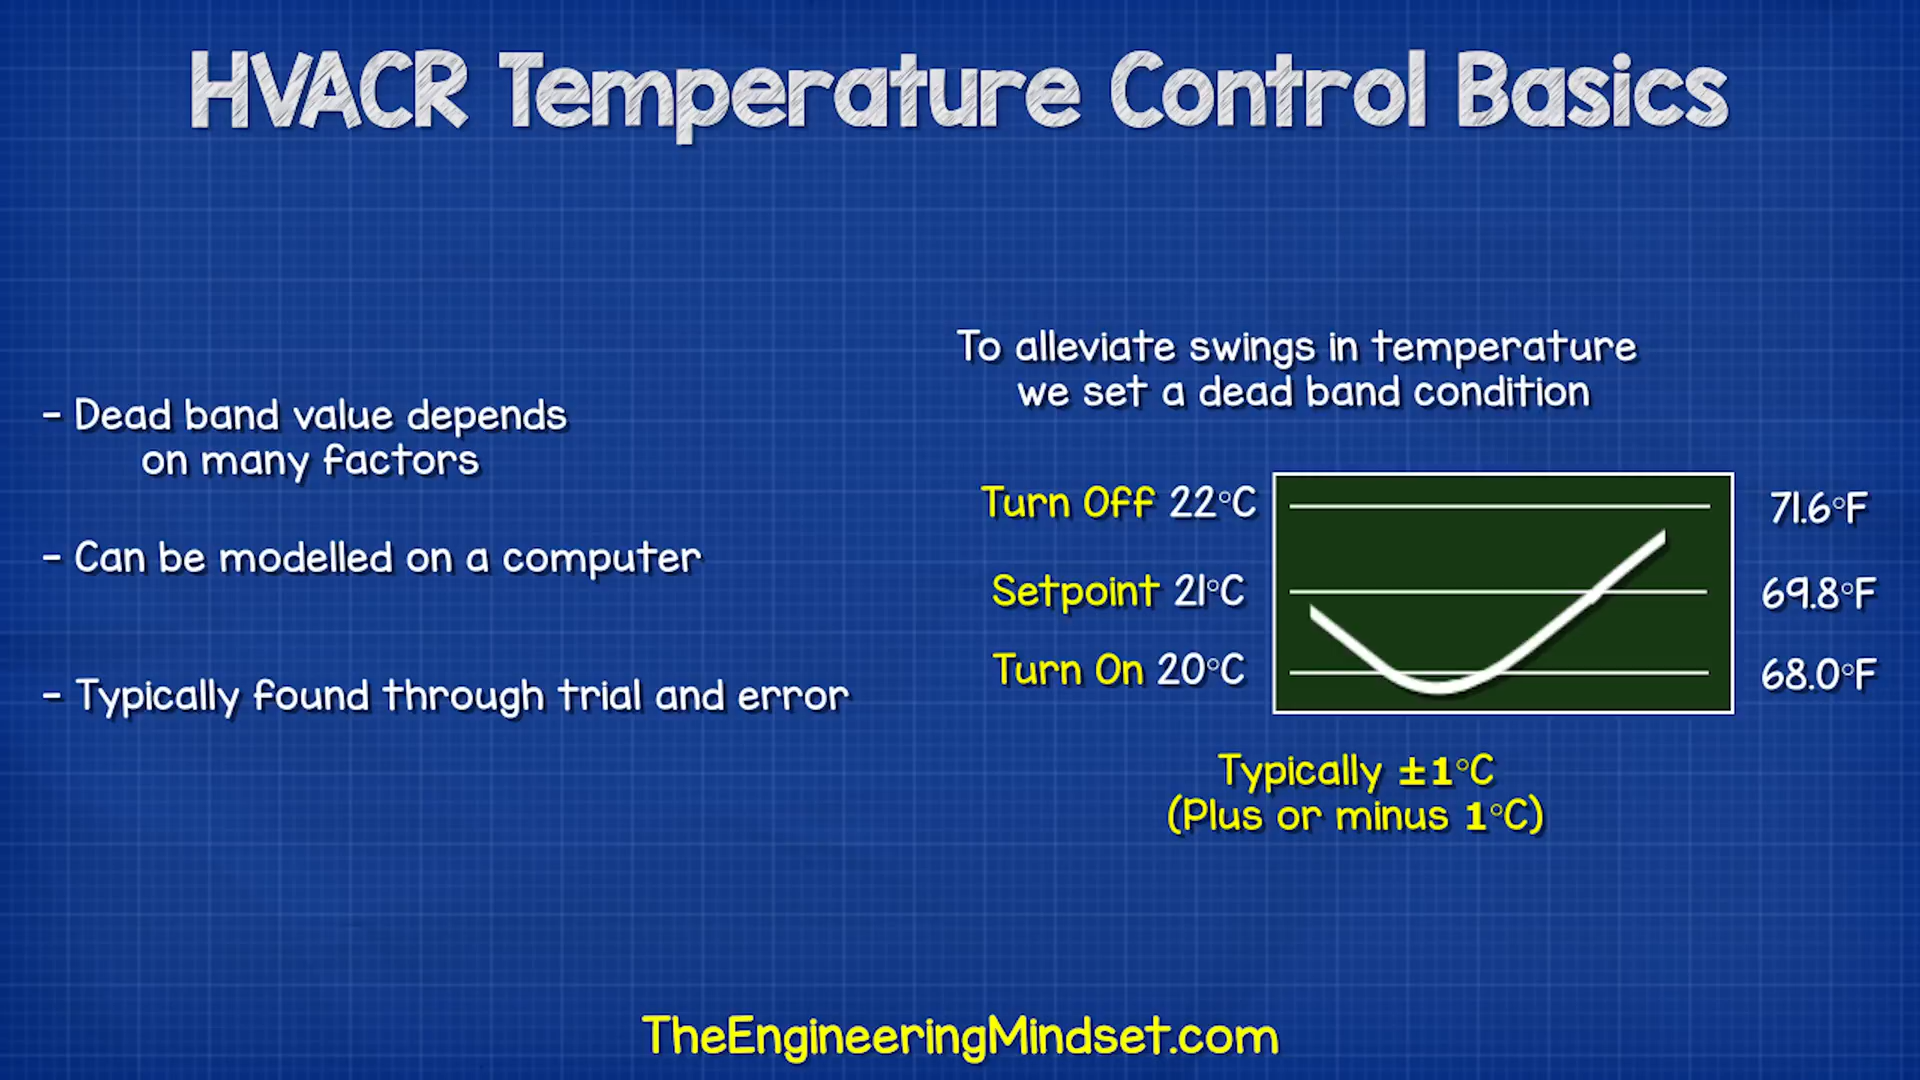 HVACR Temperature Control Basics
- Dead band value depends
on many factors
- Can be modelled on a computer
- Typically found through trial and error
To alleviate swings in temperature
we set a dead band condition
Turn Off 22°C 71.6°F
Setpoint 21°C 69.8°F
Turn On 20°C 68.0°F
Typically ±1°C
(Plus or minus 1°C)
TheEngineeringMindset.com